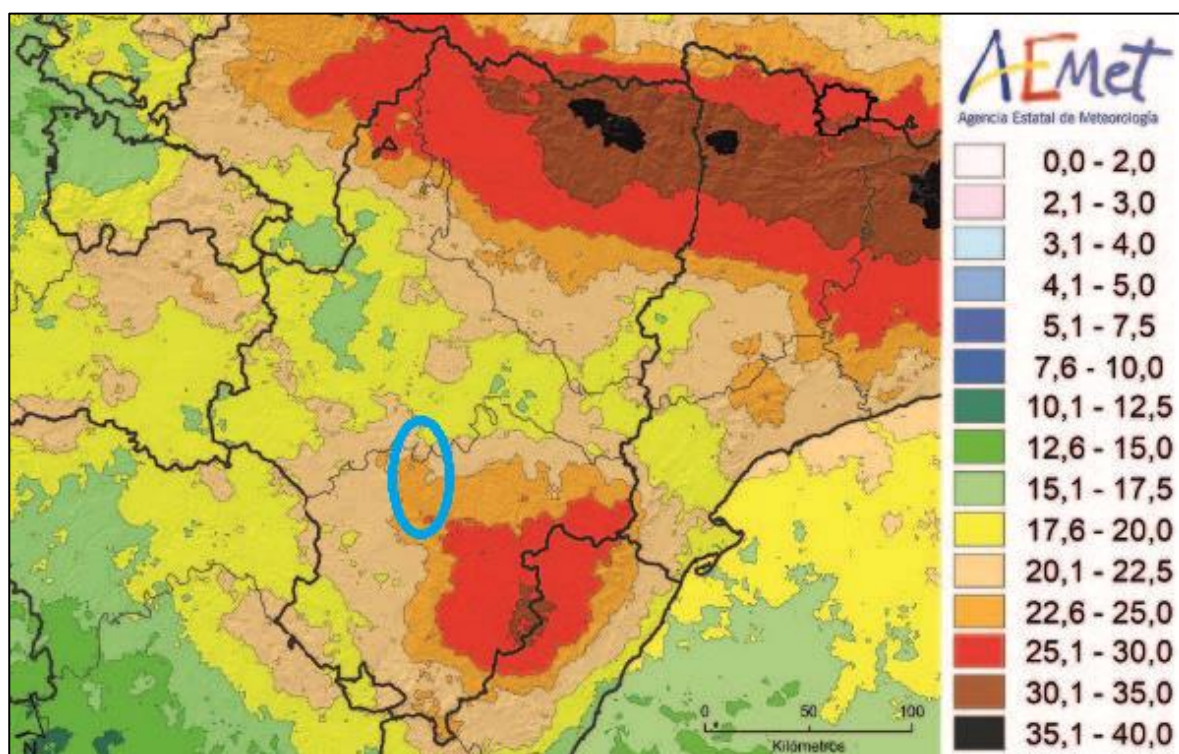 AEMet
Agencia Estatal de Meteorología
0,0 - 2,0
2,1 - 3,0
3,1 - 4,0
4,1 - 5,0
5,1 - 7,5
7,6 - 10,0
10,1 - 12,5
12,6 - 15,0
15,1 - 17,5
17,6 - 20,0
20,1 - 22,5
22,6 - 25,0
25,1 - 30,0
30,1 - 35,0
35,1 - 40,0
0 50 100
Kilómetros
N